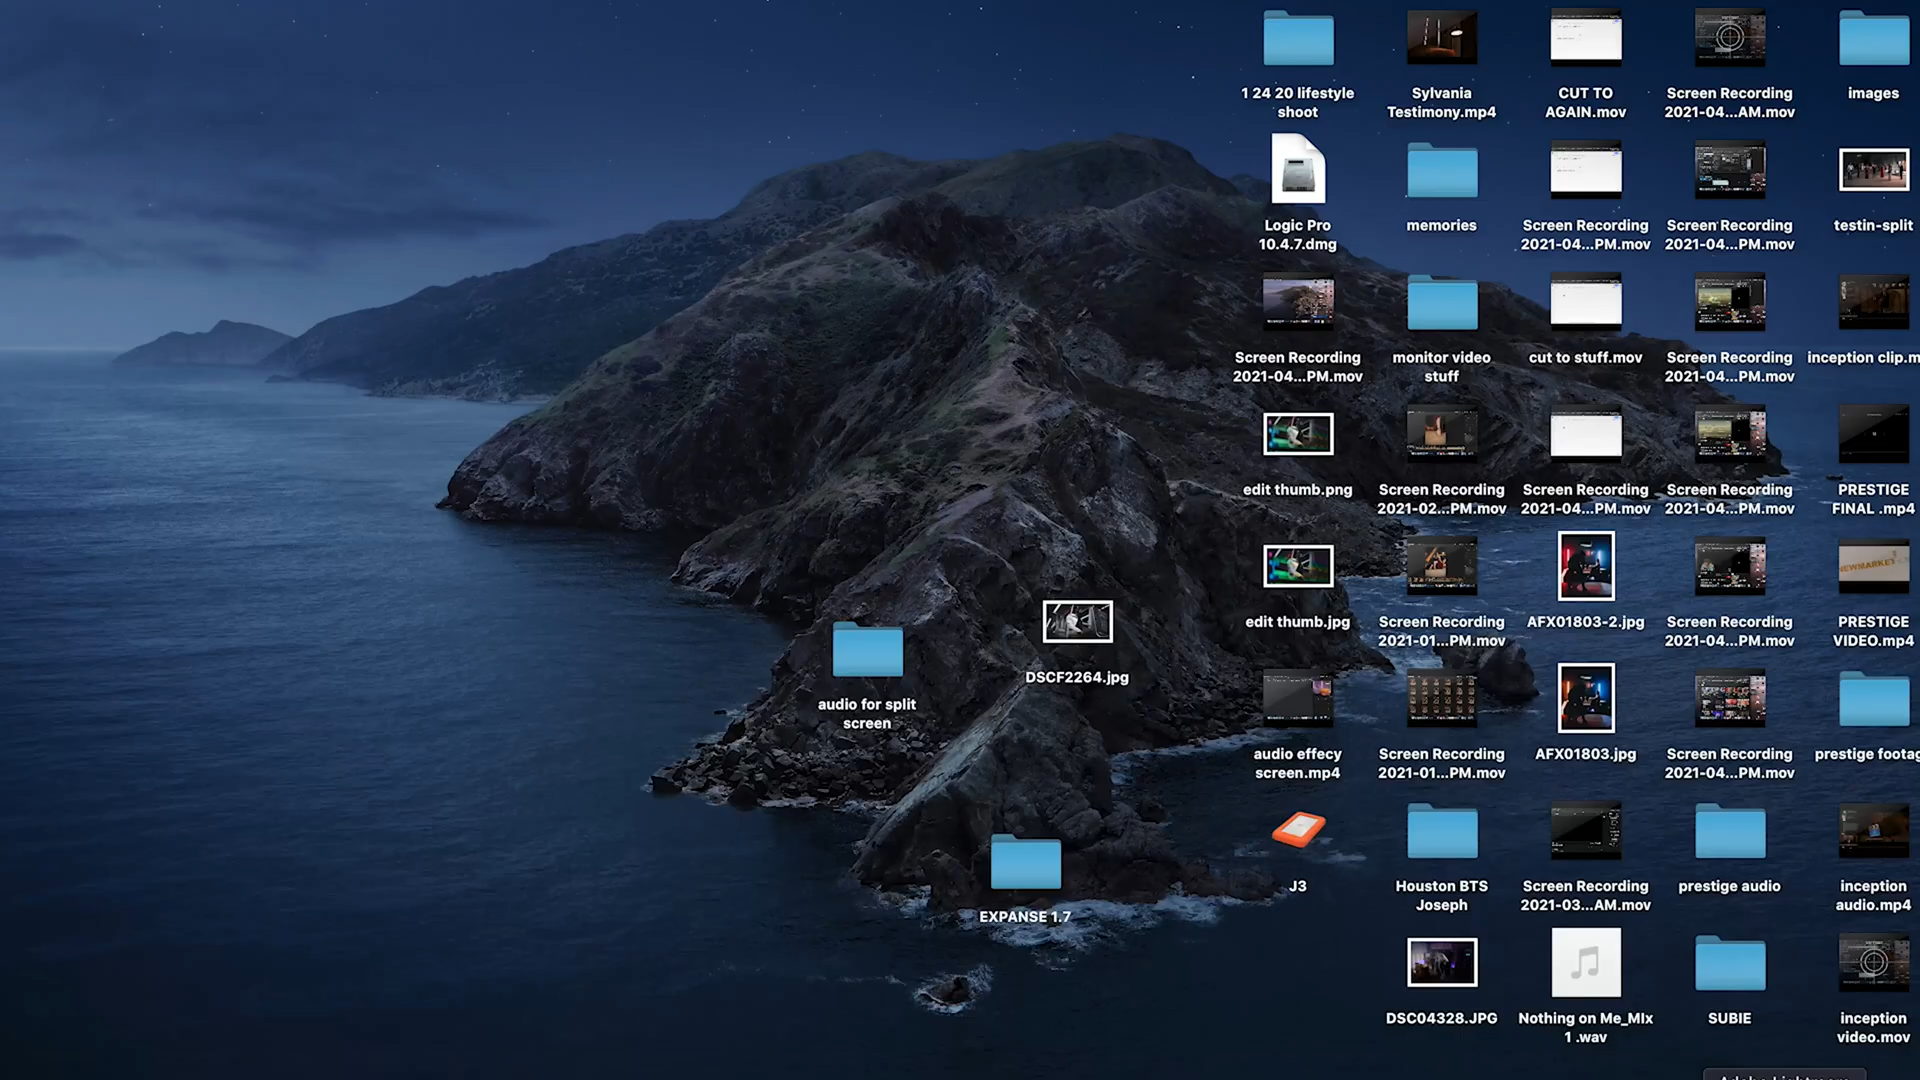 1 24 20 lifestyle
shoot
Sylvania
Testimony.mp4
CUT TO
AGAIN.mov
Screen Recording
2021-04...AM.mov
images
Logic Pro
10.4.7.dmg
memories
Screen Recording
2021-04...PM.mov
Screen Recording
2021-04...PM.mov
testin-split
Screen Recording
2021-04...PM.mov
monitor video
stuff
cut to stuff.mov
Screen Recording
2021-04...PM.mov
inception clip.m
edit thumb.png
Screen Recording
2021-02...PM.mov
Screen Recording
2021-04...PM.mov
Screen Recording
2021-04...PM.mov
PRESTIGE
FINAL .mp4
edit thumb.jpg
Screen Recording
2021-01...PM.mov
AFX01803-2.jpg
Screen Recording
2021-04...PM.mov
NEWMARKET
PRESTIGE
VIDEO.mp4
DSCF2264.jpg
audio for split
screen
audio effecy
screen.mp4
Screen Recording
2021-01...PM.mov
AFX01803.jpg
Screen Recording
2021-04...PM.mov
prestige footag
EXPANSE 1.7
J3
Houston BTS
Joseph
Screen Recording
2021-03...AM.mov
prestige audio
inception
audio.mp4
DSC04328.JPG
Nothing on Me_MIx
1 .wav
SUBIE
inception
video.mov